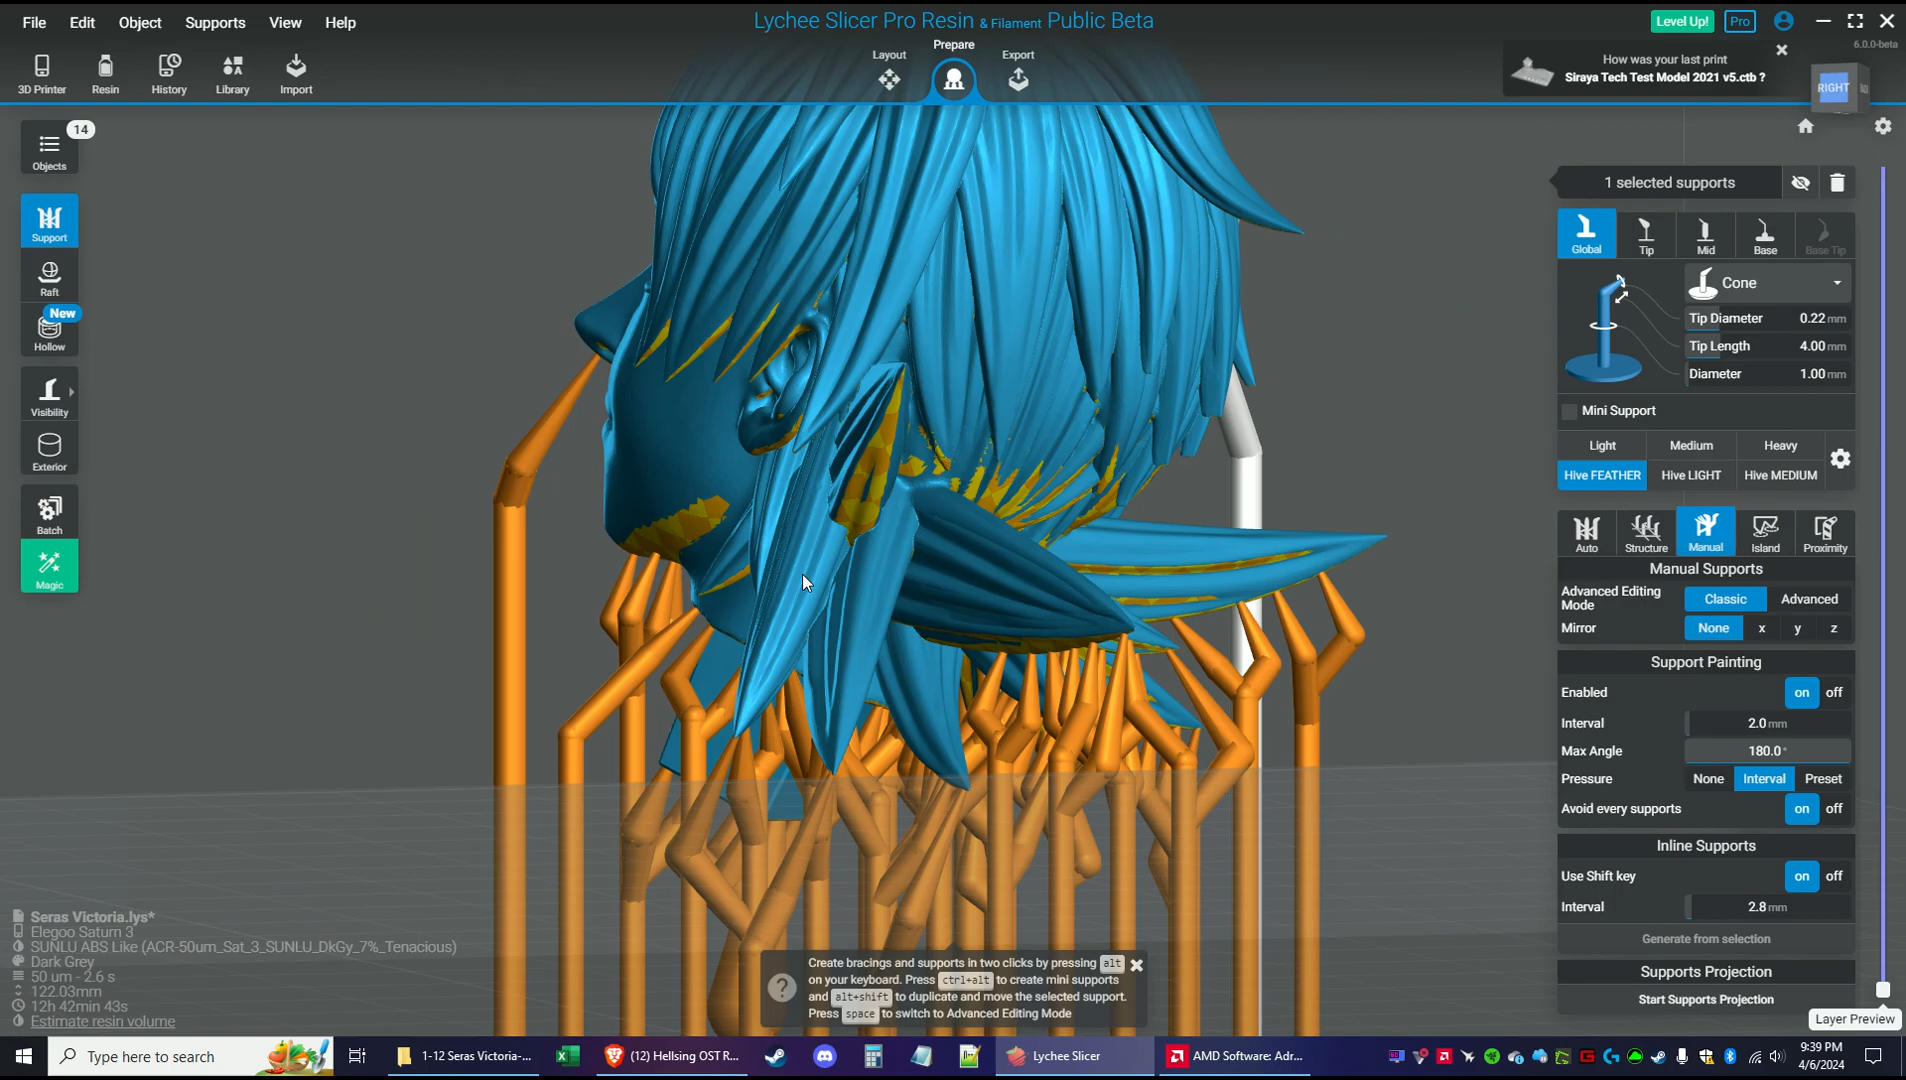 File Edit Object Supports View Help
Lychee Slicer Pro Resin & Filament Public Beta
Level Up! Pro
6.0.0-beta
3D Printer Resin History Library Import
Layout Prepare Export
How was your last print
Siraya Tech Test Model 2021 v5.ctb ?
RIGHT
14
Objects
Support
Raft
New
Hollow
Visibility
Exterior
Batch
Magic
1 selected supports
Global Tip Mid Base Base Tip
Cone
Tip Diameter 0.22 mm
Tip Length 4.00 mm
Diameter 1.00 mm
Mini Support
Light Medium Heavy
Hive FEATHER Hive LIGHT Hive MEDIUM
Auto Structure Manual Island Proximity
Manual Supports
Advanced Editing Mode Classic Advanced
Mirror None x y z
Support Painting
Enabled on off
Interval 2.0 mm
Max Angle 180.0 °
Pressure None Interval Preset
Avoid every supports on off
Inline Supports
Use Shift key on off
Interval 2.8 mm
Generate from selection
Supports Projection
Start Supports Projection
Layer Preview
Seras Victoria.lys*
Elegoo Saturn 3
SUNLU ABS Like (ACR-50um_Sat_3_SUNLU_DkGy_7%_Tenacious)
Dark Grey
50 um - 2.6 s
122.03mm
12h 42min 43s
Estimate resin volume
Create bracings and supports in two clicks by pressing alt
on your keyboard. Press ctrl+alt to create mini supports
and alt+shift to duplicate and move the selected support.
Press space to switch to Advanced Editing Mode
Type here to search
1-12 Seras Victoria-...
(12) Hellsing OST R...
Lychee Slicer
AMD Software: Adr...
9:39 PM
4/6/2024